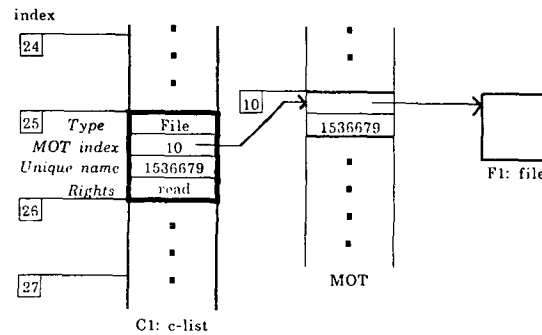 index
24
25
Type File
MOT index 10
Unique name 1536679
Rights read
26
27
C1: c-list
10
1536679
MOT
F1: file